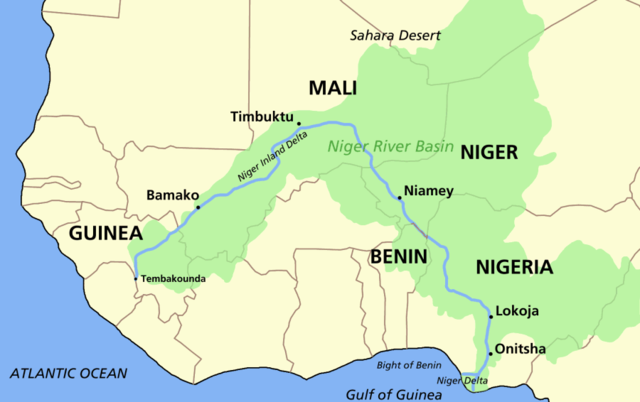 Sahara Desert
MALI
Timbuktu
Niger Inland Delta
Niger River Basin
NIGER
Bamako
Niamey
GUINEA
BENIN
NIGERIA
Tembakounda
Lokoja
Onitsha
Bight of Benin
ATLANTIC OCEAN
Niger Delta
Gulf of Guinea